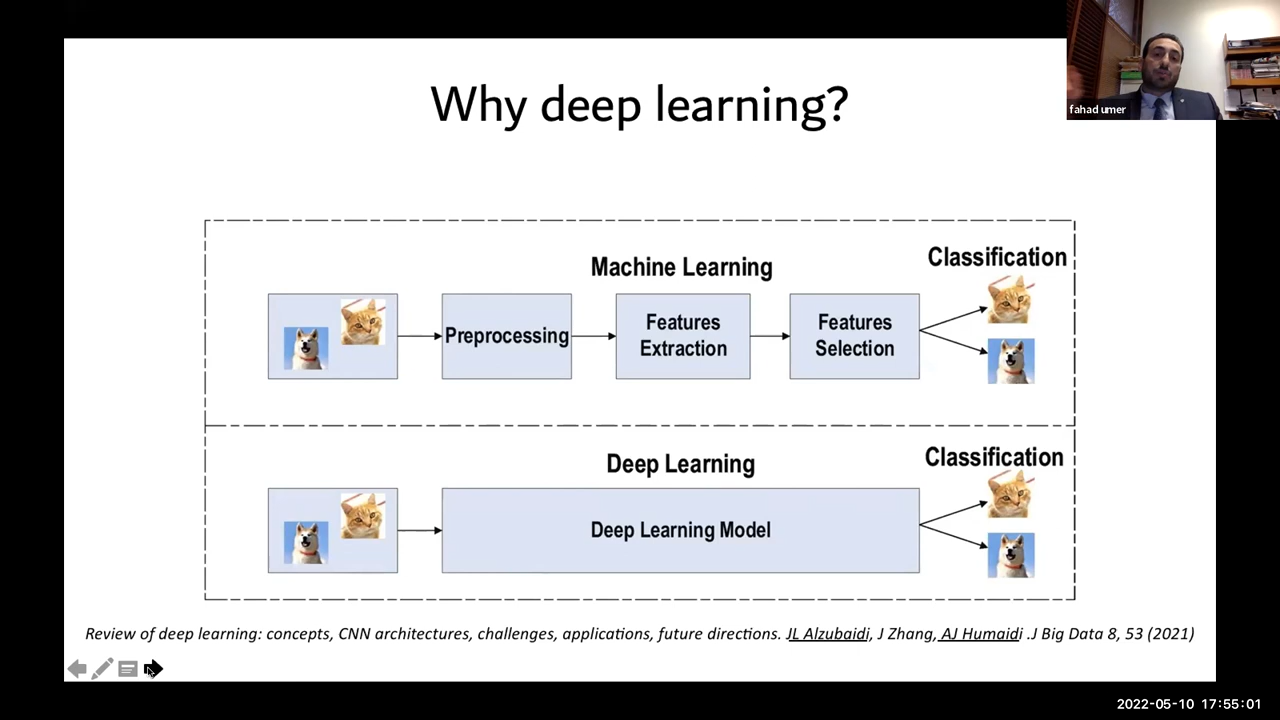 Why deep learning?
fahad umer
Machine Learning
Classification
Preprocessing
Features
Extraction
Features
Selection
Deep Learning
Classification
Deep Learning Model
Review of deep learning: concepts, CNN architectures, challenges, applications, future directions. JL Alzubaidi, J Zhang, AJ Humaidi .J Big Data 8, 53 (2021)
2022-05-10 17:55:01